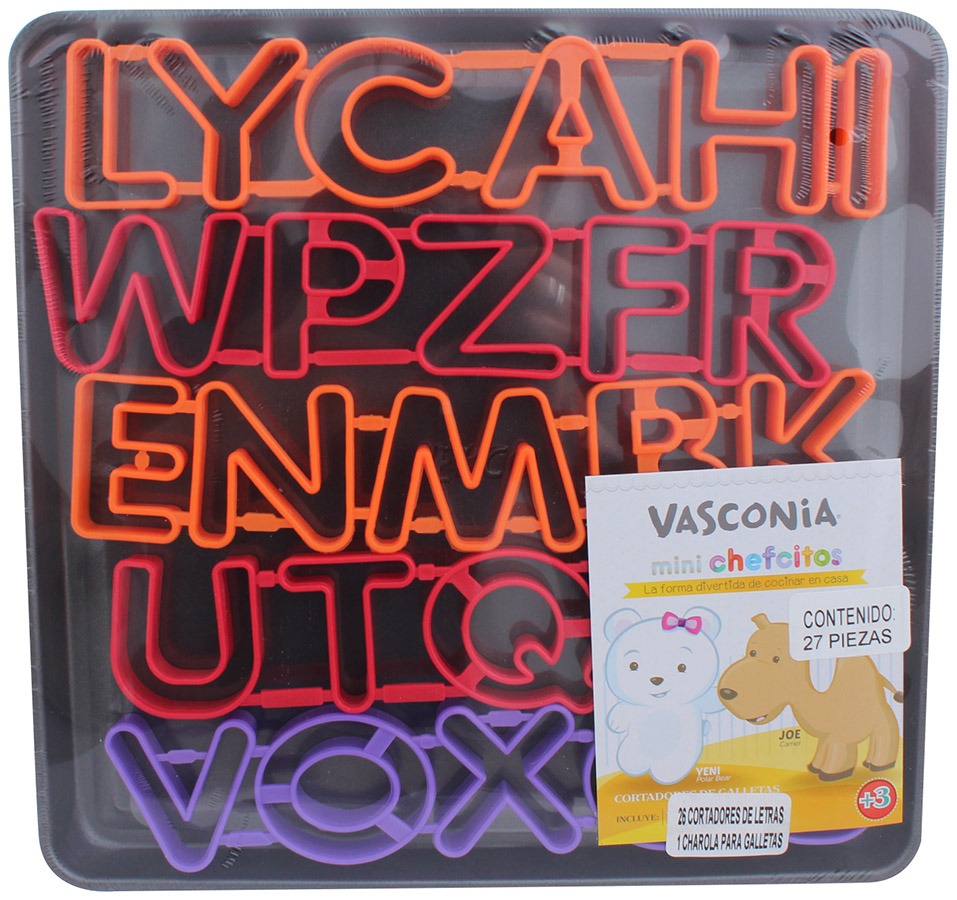 LYCAHI
WPZFR
ENMBK
UTQ
VOX
VASCONIA
mini chefcitos
La forma divertida de cocinar en casa
CONTENIDO:
27 PIEZAS
JOE
Camel
YENI
Polar Bear
CORTADORES DE GALLETAS
INCLUYE:
26 CORTADORES DE LETRAS
1 CHAROLA PARA GALLETAS
+3